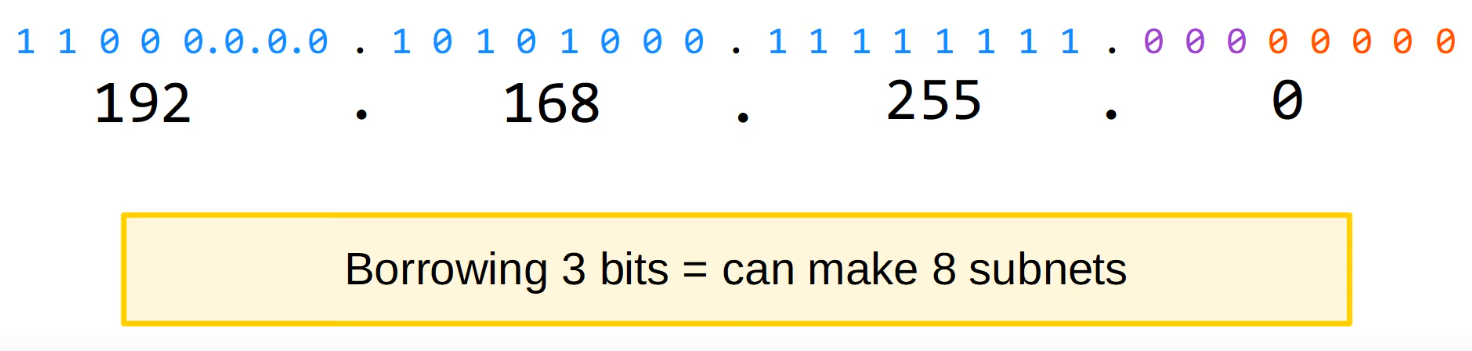 1 1 0 0 0.0.0.0 . 1 0 1 0 1 0 0 0 . 1 1 1 1 1 1 1 1 . 0 0 0 0 0 0 0 0
192 . 168 . 255 . 0
Borrowing 3 bits = can make 8 subnets